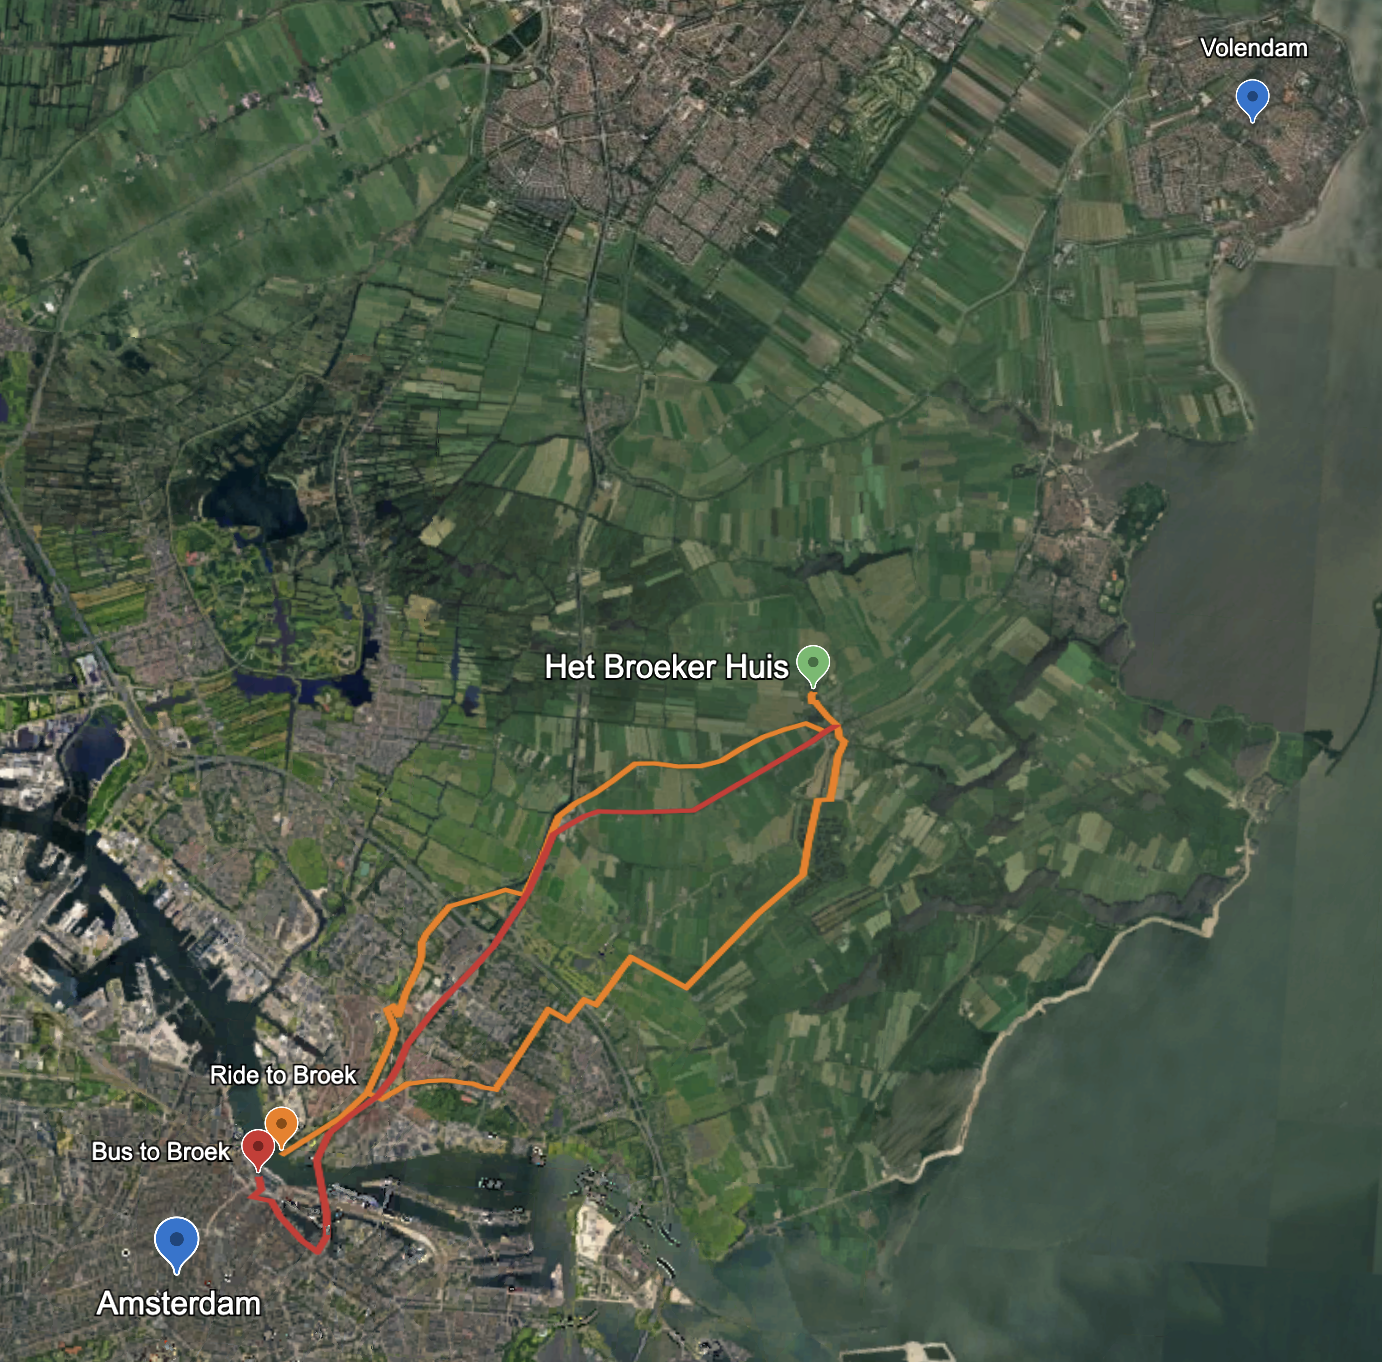 Volendam
Het Broeker Huis
Ride to Broek
Bus to Broek
Amsterdam